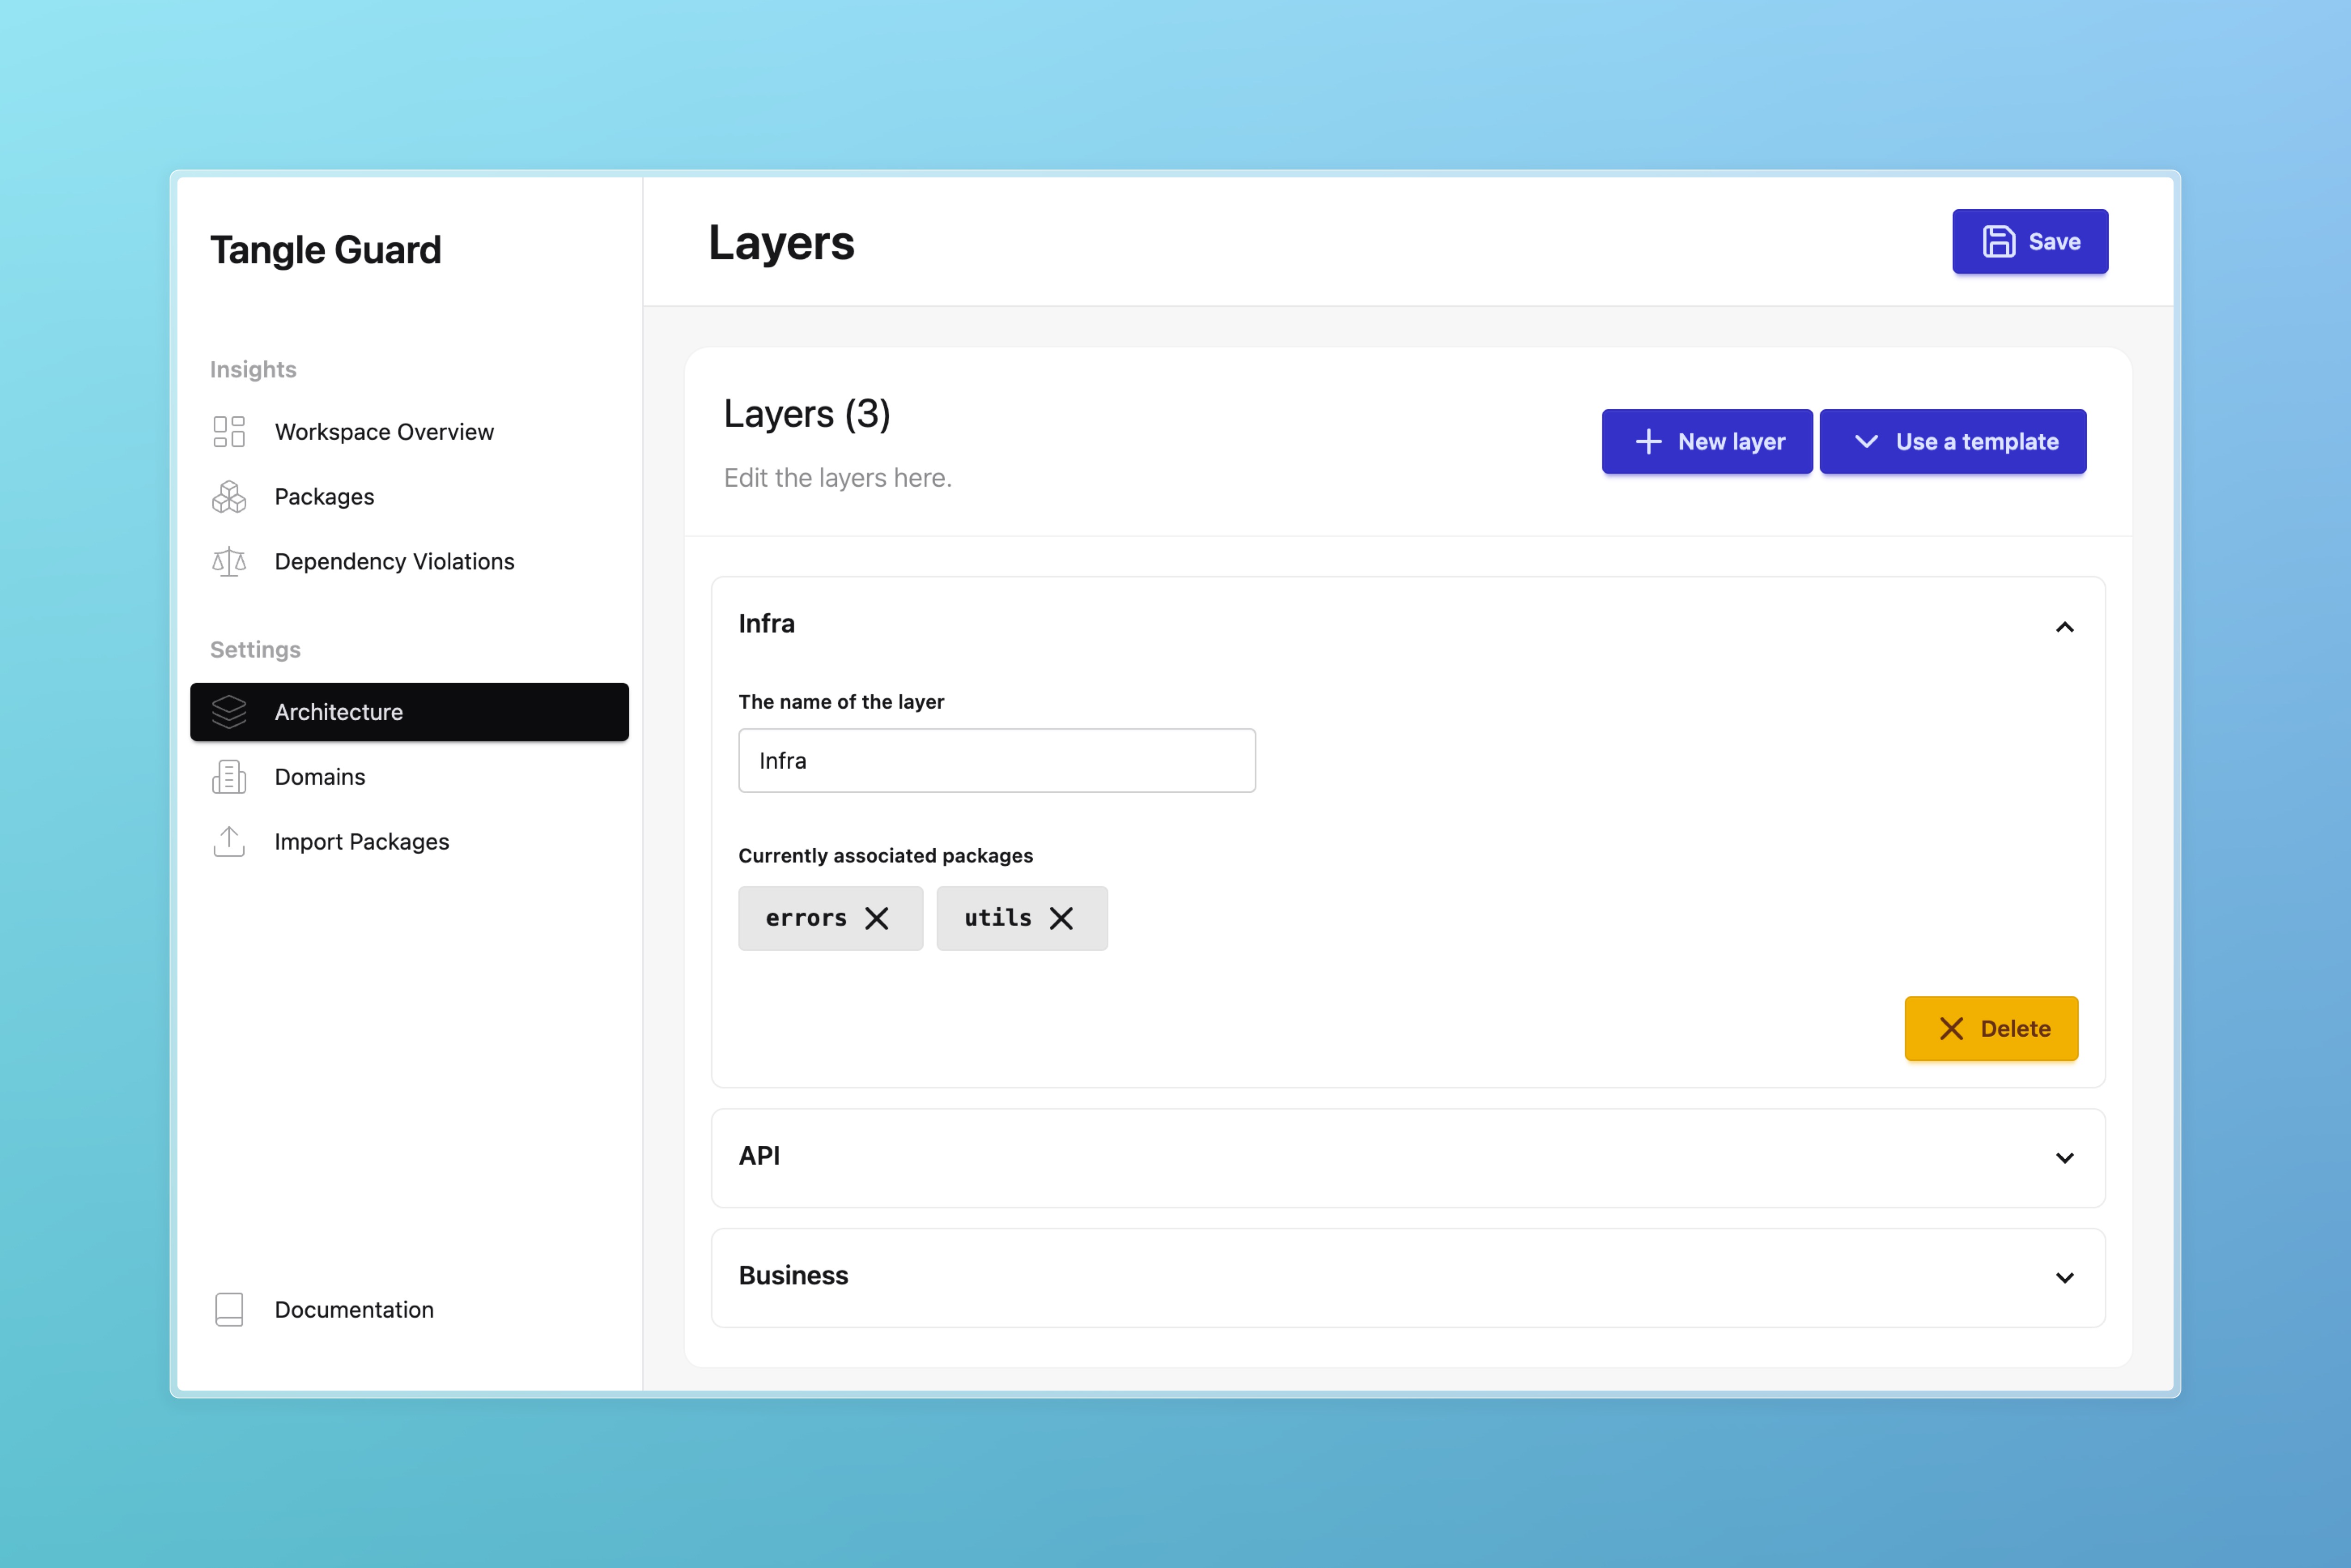 Tangle Guard
Insights
Workspace Overview
Packages
Dependency Violations
Settings
Architecture
Domains
Import Packages
Documentation
Layers
Save
Layers (3)
Edit the layers here.
New layer
Use a template
Infra
The name of the layer
Infra
Currently associated packages
errors
utils
Delete
API
Business